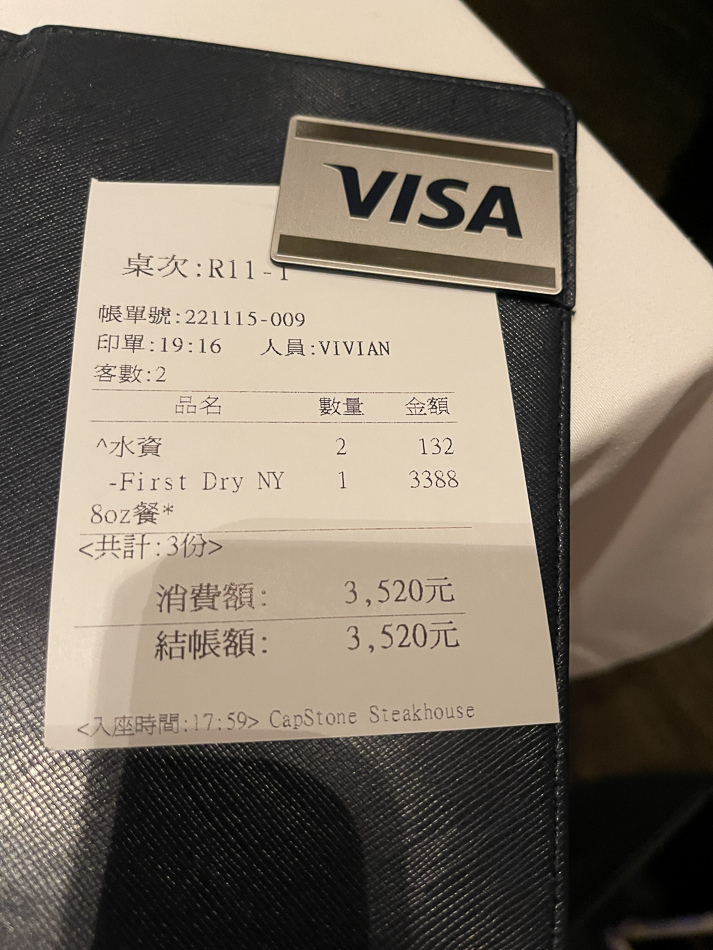 VISA
桌次:R11-1
帳單號:221115-009
印單:19:16 人員:VIVIAN
客數:2
品名 數量 金額
^水資 2 132
-First Dry NY 1 3388
8oz餐*
<共計:3份>
消費額: 3,520元
結帳額: 3,520元
<入座時間:17:59> CapStone Steakhouse